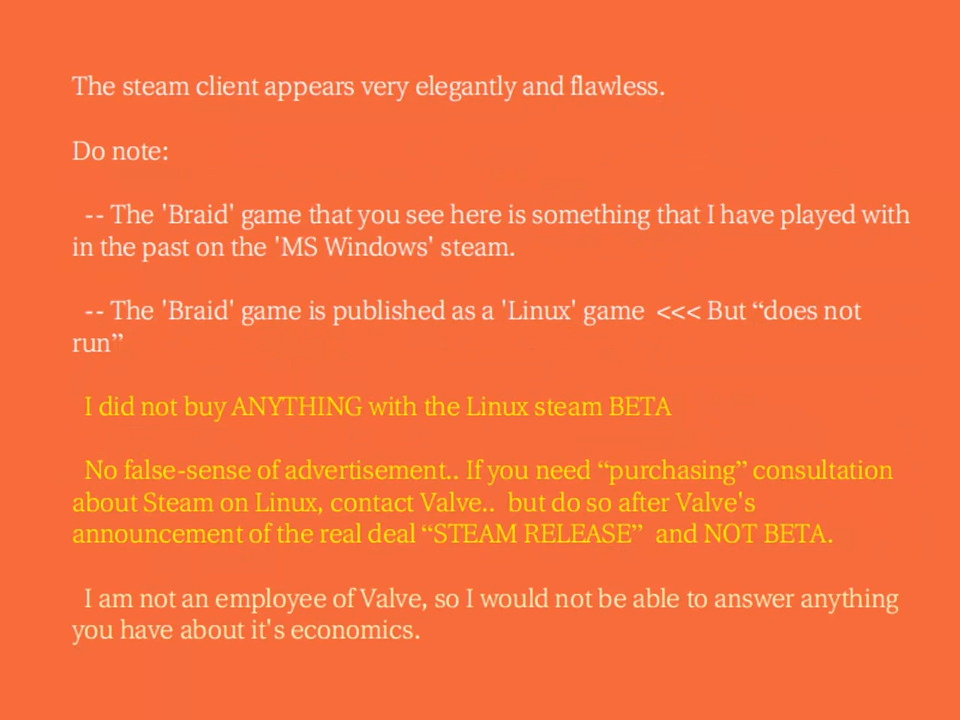 The steam client appears very elegantly and flawless.
Do note:
-- The 'Braid' game that you see here is something that I have played with
in the past on the 'MS Windows' steam.
-- The 'Braid' game is published as a 'Linux' game  <<< But “does not
run”
I did not buy ANYTHING with the Linux steam BETA
No false-sense of advertisement.. If you need “purchasing” consultation
about Steam on Linux, contact Valve..  but do so after Valve's
announcement of the real deal “STEAM RELEASE”  and NOT BETA.
I am not an employee of Valve, so I would not be able to answer anything
you have about it's economics.